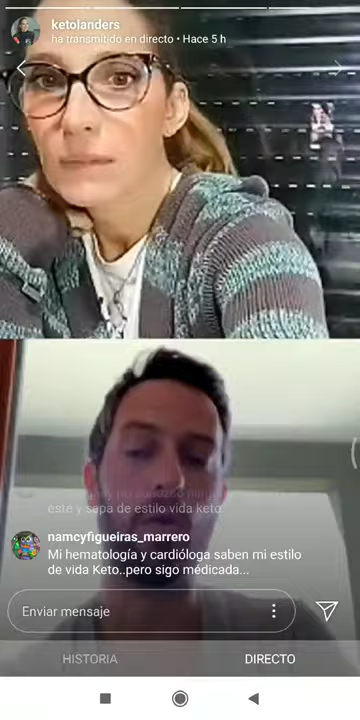 ketolanders
ha transmitido en directo • Hace 5 h
este y sepa de estilo vida keto.
namcyfigueiras_marrero
Mi hematología y cardióloga saben mi estilo
de vida Keto..pero sigo médicada...
Enviar mensaje
HISTORIA
DIRECTO